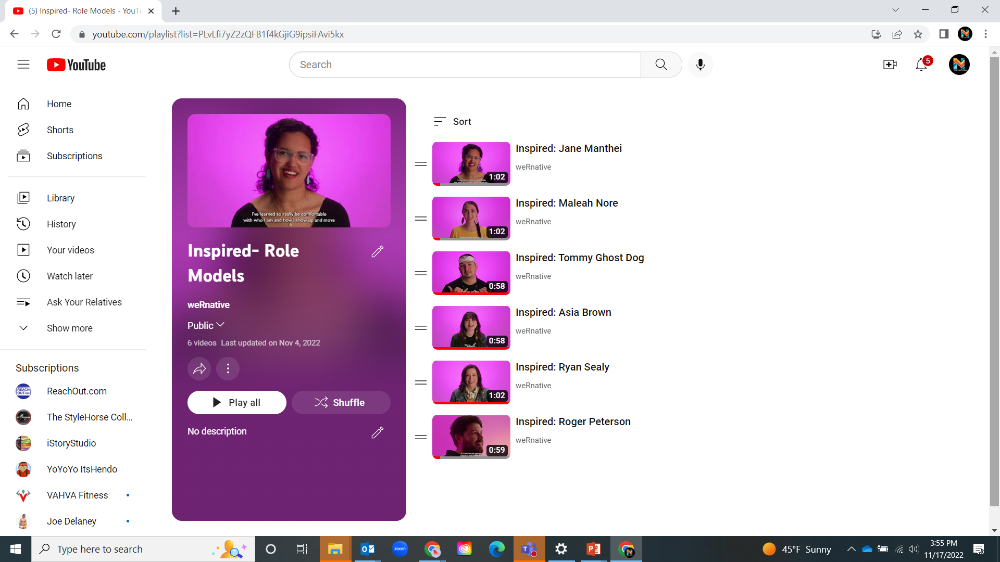 (5) Inspired- Role Models - YouTu
youtube.com/playlist?list=PLvLfi7yZ2zQFB1f4kGjiG9ipsiFAvi5kx
YouTube
Search
5
Home
Shorts
Subscriptions
Library
History
Your videos
Watch later
Ask Your Relatives
Show more
Subscriptions
REACH
OUT.com
ReachOut.com
The StyleHorse Coll...
iStoryStudio
YoYoYo ItsHendo
VAHVA Fitness
Joe Delaney
I've learned to really be comfortable
with who I am and how I show up and move
Inspired- Role
Models
weRnative
Public
6 videos Last updated on Nov 4, 2022
Play all
Shuffle
No description
Sort
1:02
Inspired: Jane Manthei
weRnative
1:02
Inspired: Maleah Nore
weRnative
0:58
Inspired: Tommy Ghost Dog
weRnative
0:58
Inspired: Asia Brown
weRnative
1:02
Inspired: Ryan Sealy
weRnative
0:59
Inspired: Roger Peterson
weRnative
Type here to search
zoom
45°F Sunny
3:55 PM
11/17/2022